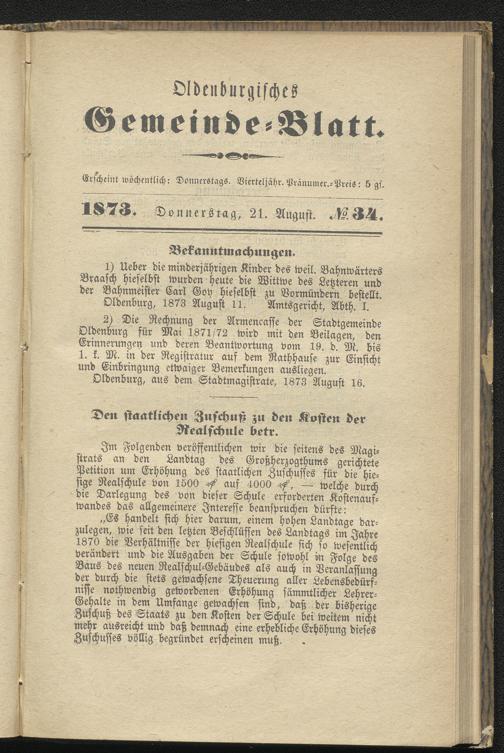 Oldenburgisches
Gemeinde=Blatt.
Erscheint wöchentlich: Donnerstags. Vierteljähr. Pränumer.=Preis: 5 gs.
1873. Donnerstag, 21. August. № 34.
Bekanntmachungen.
1) Ueber die minderjährigen Kinder des weil. Bahnwärters
Braasch hieselbst wurden heute die Wittwe des Letzteren und
der Bahnmeister Carl Goy hieselbst zu Vormündern bestellt.
Oldenburg, 1873 August 11. Amtsgericht, Abth. I.
2) Die Rechnung der Armencasse der Stadtgemeinde
Oldenburg für Mai 1871/72 wird mit den Beilagen, den
Erinnerungen und deren Beantwortung vom 19. d. M. bis
1. k. M. in der Registratur auf dem Rathhause zur Einsicht
und Einbringung etwaiger Bemerkungen ausliegen.
Oldenburg, aus dem Stadtmagistrate, 1873 August 16.
Den staatlichen Zuschuß zu den Kosten der
Realschule betr.
Im Folgenden veröffentlichen wir die seitens des Magi=
strats an den Landtag des Großherzogthums gerichtete
Petition um Erhöhung des staatlichen Zuschusses für die hie=
sige Realschule von 1500 ₰ auf 4000 ₰, — welche durch
die Darlegung des von dieser Schule erforderten Kostenauf=
wandes das allgemeinere Interesse beanspruchen dürfte:
„Es handelt sich hier darum, einem hohen Landtage dar=
zulegen, wie seit den letzten Beschlüssen des Landtags im Jahre
1870 die Verhältnisse der hiesigen Realschule sich so wesentlich
verändert und die Ausgaben der Schule sowohl in Folge des
Baus des neuen Realschul=Gebäudes als auch in Veranlassung
der durch die stets gewachsene Theuerung aller Lebensbedürf=
nisse nothwendig gewordenen Erhöhung sämmtlicher Lehrer=
Gehalte in dem Umfange gewachsen sind, daß der bisherige
Zuschuß des Staats zu den Kosten der Schule bei weitem nicht
mehr ausreicht und daß demnach eine erhebliche Erhöhung dieses
Zuschusses völlig begründet erscheinen muß.